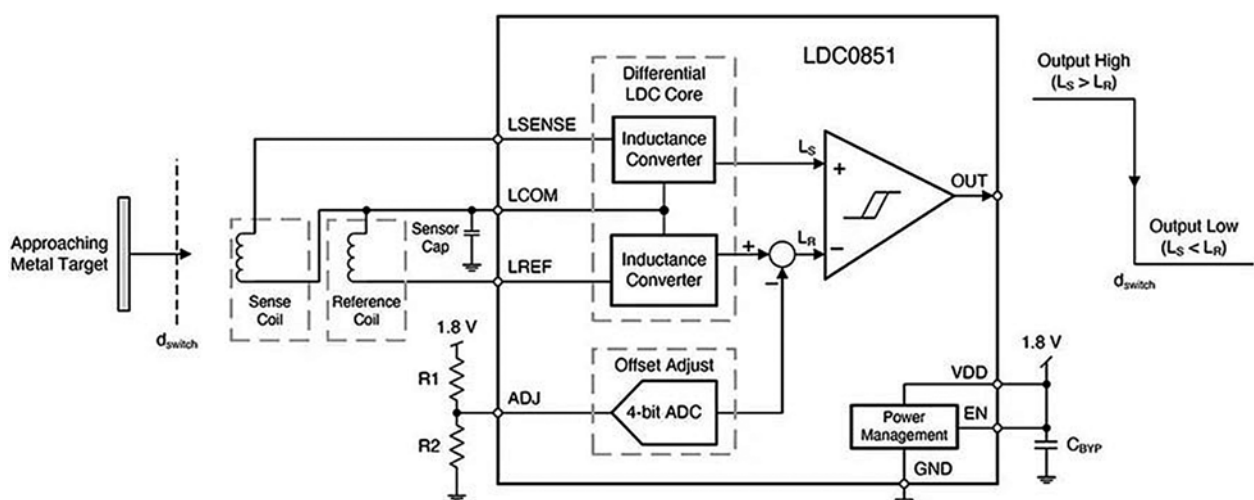 LDC0851
Differential
LDC Core
Output High
(LS > LR)
LSENSE
Inductance
Converter
LS
+
OUT
LCOM
Sensor
Cap
Approaching
Metal Target
LREF
Inductance
Converter
+
LR
−
−
Output Low
(LS < LR)
dswitch
Sense
Coil
Reference
Coil
dswitch
1.8 V
R1
ADJ
R2
Offset Adjust
4-bit ADC
1.8 V
VDD
EN
Power
Management
GND
CBYP